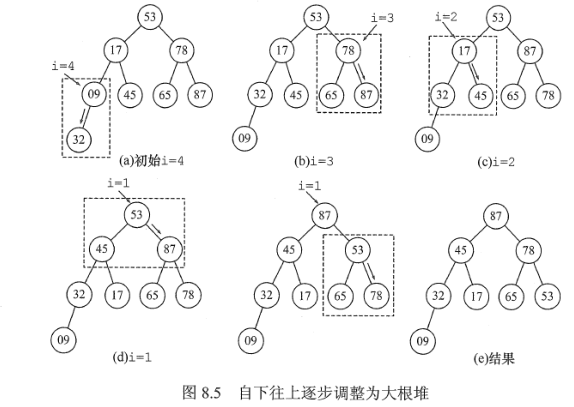 53
17 78
i=4
09 45 65 87
32
(a)初始i=4
53
i=3
17 78
32 45 65 87
09
(b)i=3
53
i=2
17 87
32 45 65 78
09
(c)i=2
i=1
53
45 87
32 17 65 78
09
(d)i=1
i=1
87
45 53
32 17 65 78
09
87
45 78
32 17 65 53
09
(e)结果
图 8.5 自下往上逐步调整为大根堆